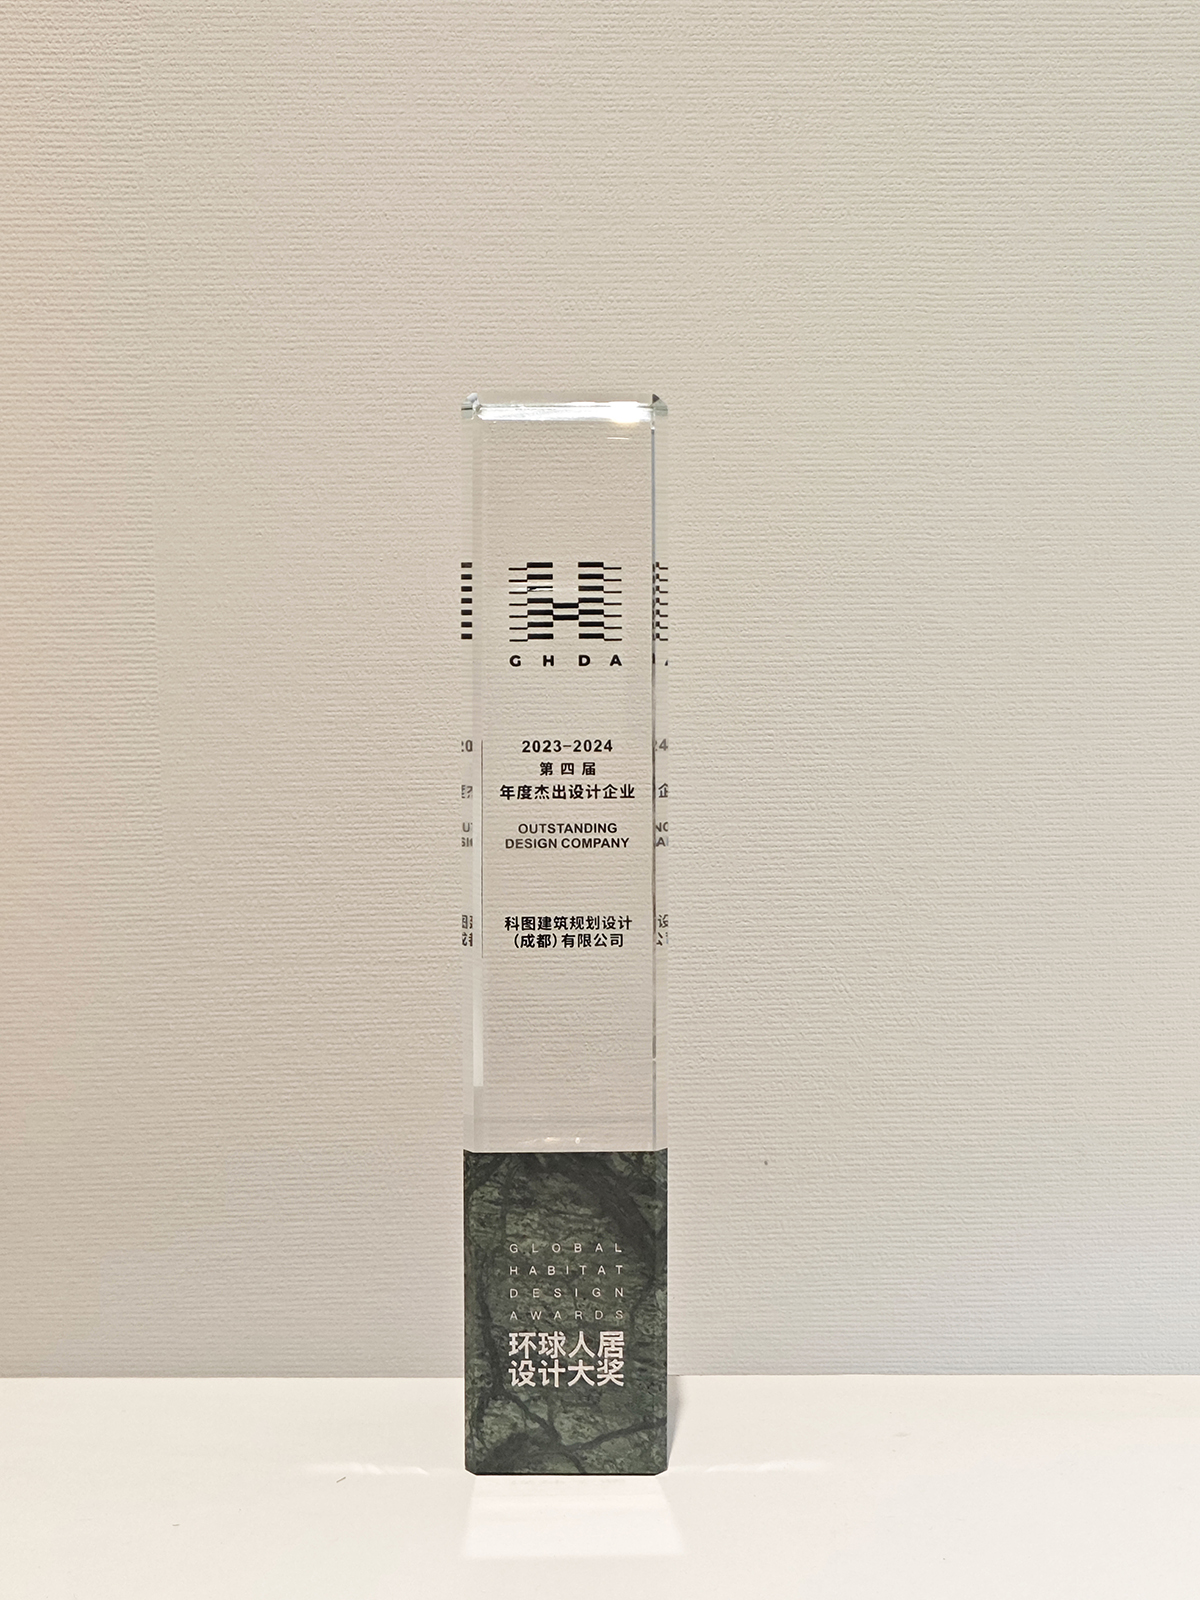 GHDA
2023-2024
第四届
年度杰出设计企业
OUTSTANDING
DESIGN COMPANY
科图建筑规划设计
(成都)有限公司
GLOBAL
HABITAT
DESIGN
AWARDS
环球人居
设计大奖